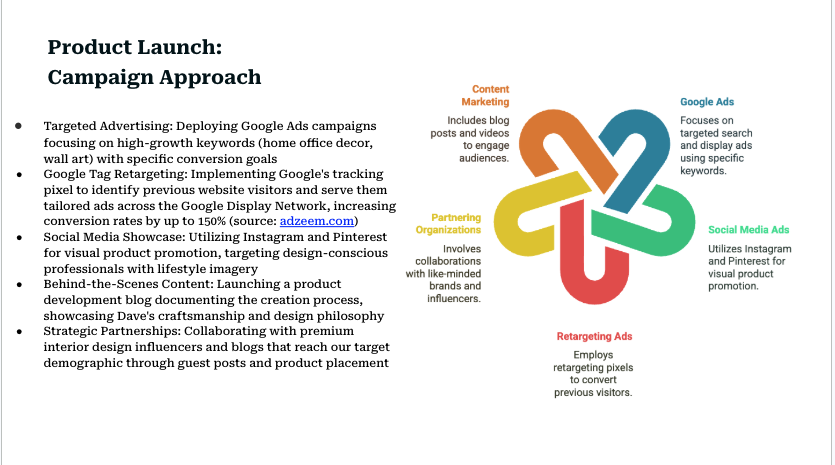 Product Launch:
Campaign Approach
● Targeted Advertising: Deploying Google Ads campaigns
focusing on high-growth keywords (home office decor,
wall art) with specific conversion goals
● Google Tag Retargeting: Implementing Google's tracking
pixel to identify previous website visitors and serve them
tailored ads across the Google Display Network, increasing
conversion rates by up to 150% (source: adzeem.com)
● Social Media Showcase: Utilizing Instagram and Pinterest
for visual product promotion, targeting design-conscious
professionals with lifestyle imagery
● Behind-the-Scenes Content: Launching a product
development blog documenting the creation process,
showcasing Dave's craftsmanship and design philosophy
● Strategic Partnerships: Collaborating with premium
interior design influencers and blogs that reach our target
demographic through guest posts and product placement
Content
Marketing
Includes blog
posts and videos
to engage
audiences.
Google Ads
Focuses on
targeted search
and display ads
using specific
keywords.
Partnering
Organizations
Involves
collaborations
with like-minded
brands and
influencers.
Social Media Ads
Utilizes Instagram
and Pinterest for
visual product
promotion.
Retargeting Ads
Employs
retargeting pixels
to convert
previous visitors.